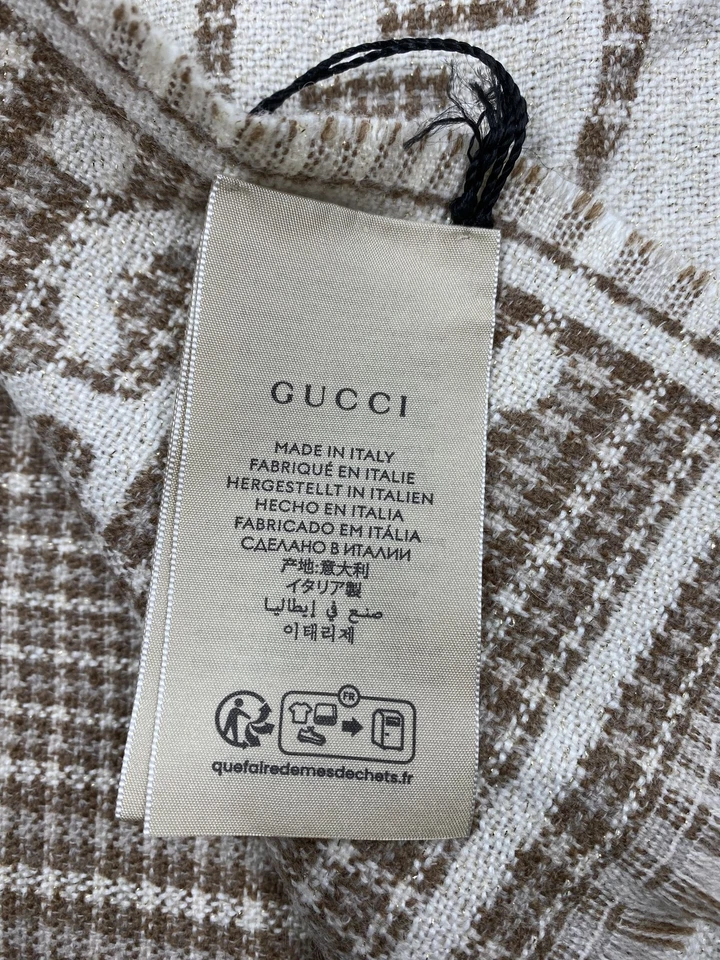 GUCCI
MADE IN ITALY
FABRIQUÉ EN ITALIE
HERGESTELLT IN ITALIEN
HECHO EN ITALIA
FABRICADO EM ITÁLIA
СДЕЛАНО В ИТАЛИИ
产地:意大利
イタリア製
صنع في إيطاليا
이태리제
FR
quefairedemesdechets.fr